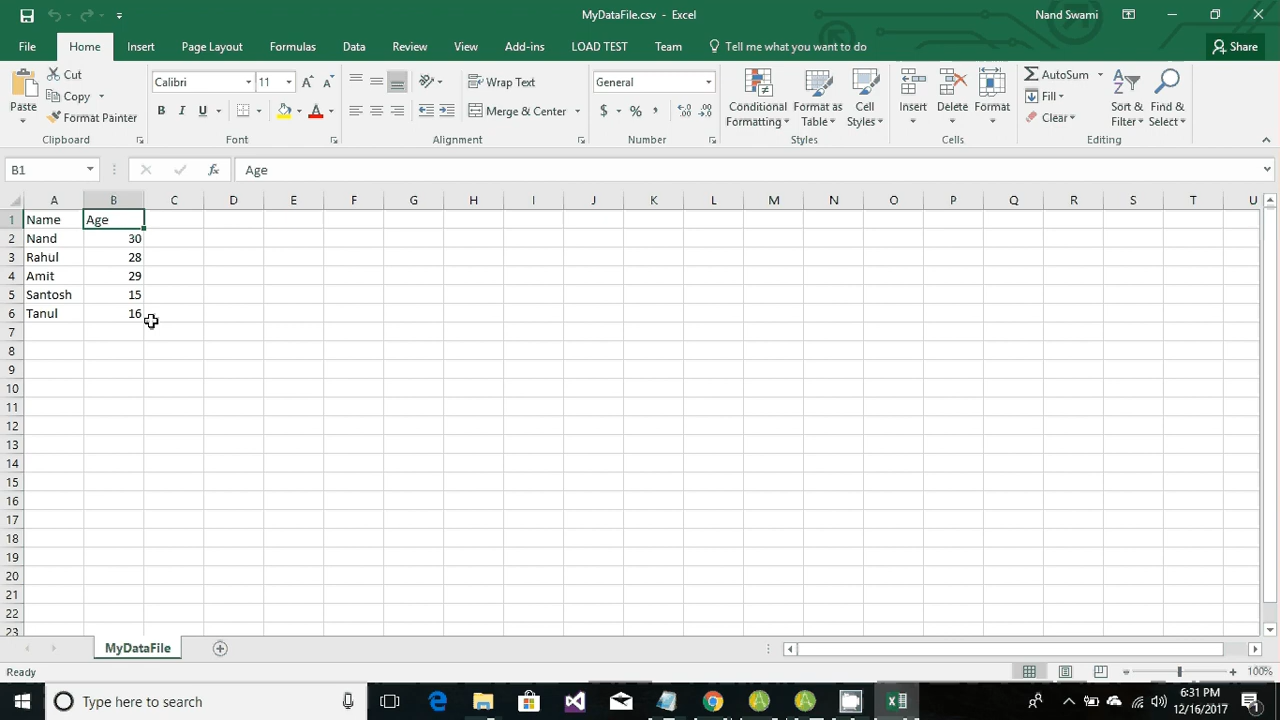 MyDataFile.csv - Excel
Nand Swami
File Home Insert Page Layout Formulas Data Review View Add-ins LOAD TEST Team Tell me what you want to do Share
Paste
Cut
Copy
Format Painter
Clipboard
Calibri 11
B I U
Font
Wrap Text
Merge & Center
Alignment
General
$ % ,
Number
Conditional Formatting
Format as Table
Cell Styles
Styles
Insert Delete Format
Cells
AutoSum
Fill
Clear
Sort & Filter
Find & Select
Editing
B1 fx Age
A B C D E F G H I J K L M N O P Q R S T U
1 Name Age
2 Nand 30
3 Rahul 28
4 Amit 29
5 Santosh 15
6 Tanul 16
7
8
9
10
11
12
13
14
15
16
17
18
19
20
21
22
23
MyDataFile
Ready
100%
Type here to search
6:31 PM
12/16/2017
1